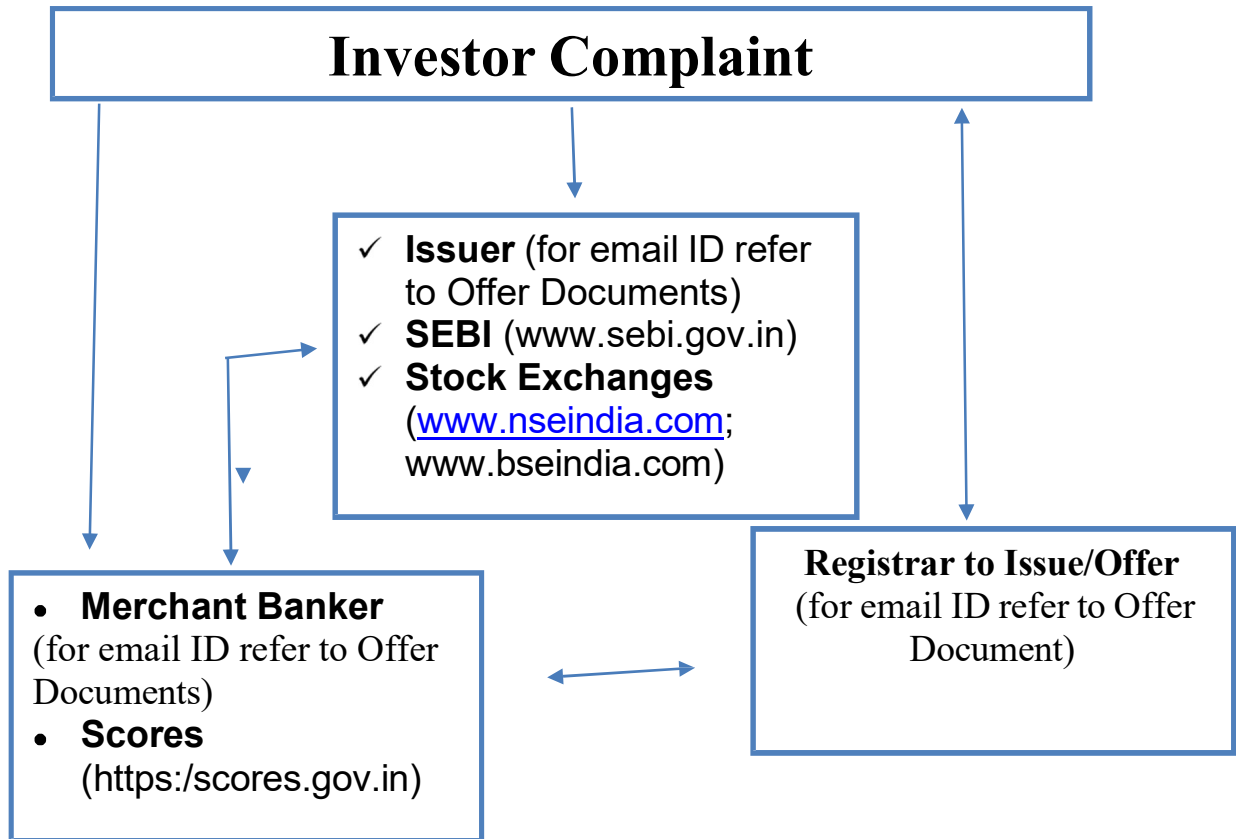 Investor Complaint
✓ Issuer (for email ID refer
to Offer Documents)
✓ SEBI (www.sebi.gov.in)
✓ Stock Exchanges
(www.nseindia.com;
www.bseindia.com)
• Merchant Banker
(for email ID refer to Offer
Documents)
• Scores
(https:/scores.gov.in)
Registrar to Issue/Offer
(for email ID refer to Offer
Document)